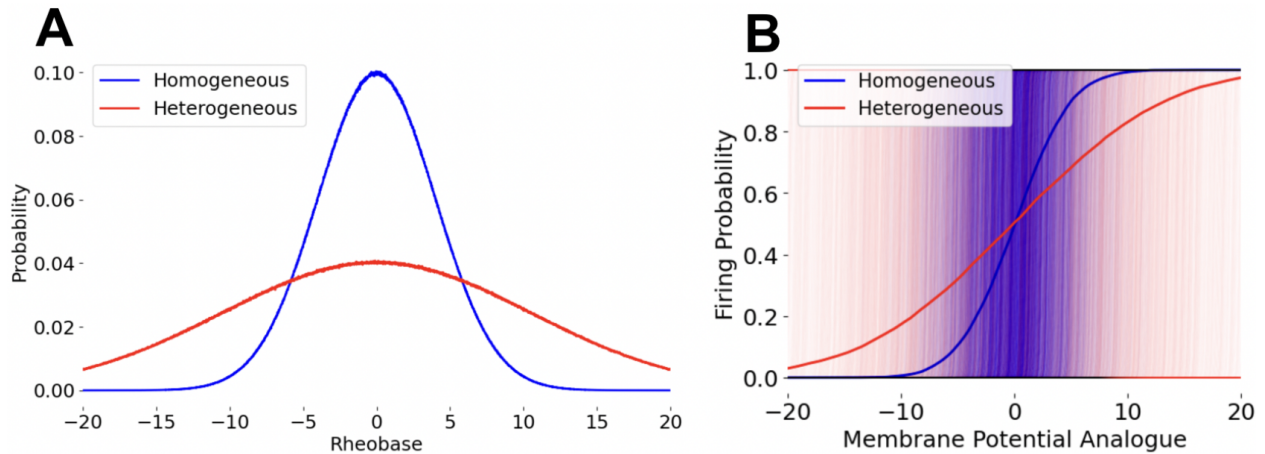 A
Probability
0.10
0.08
0.06
0.04
0.02
0.00
Homogeneous
Heterogeneous
−20 −15 −10 −5 0 5 10 15 20
Rheobase
B
Firing Probability
1.0
0.8
0.6
0.4
0.2
0.0
Homogeneous
Heterogeneous
−20 −10 0 10 20
Membrane Potential Analogue